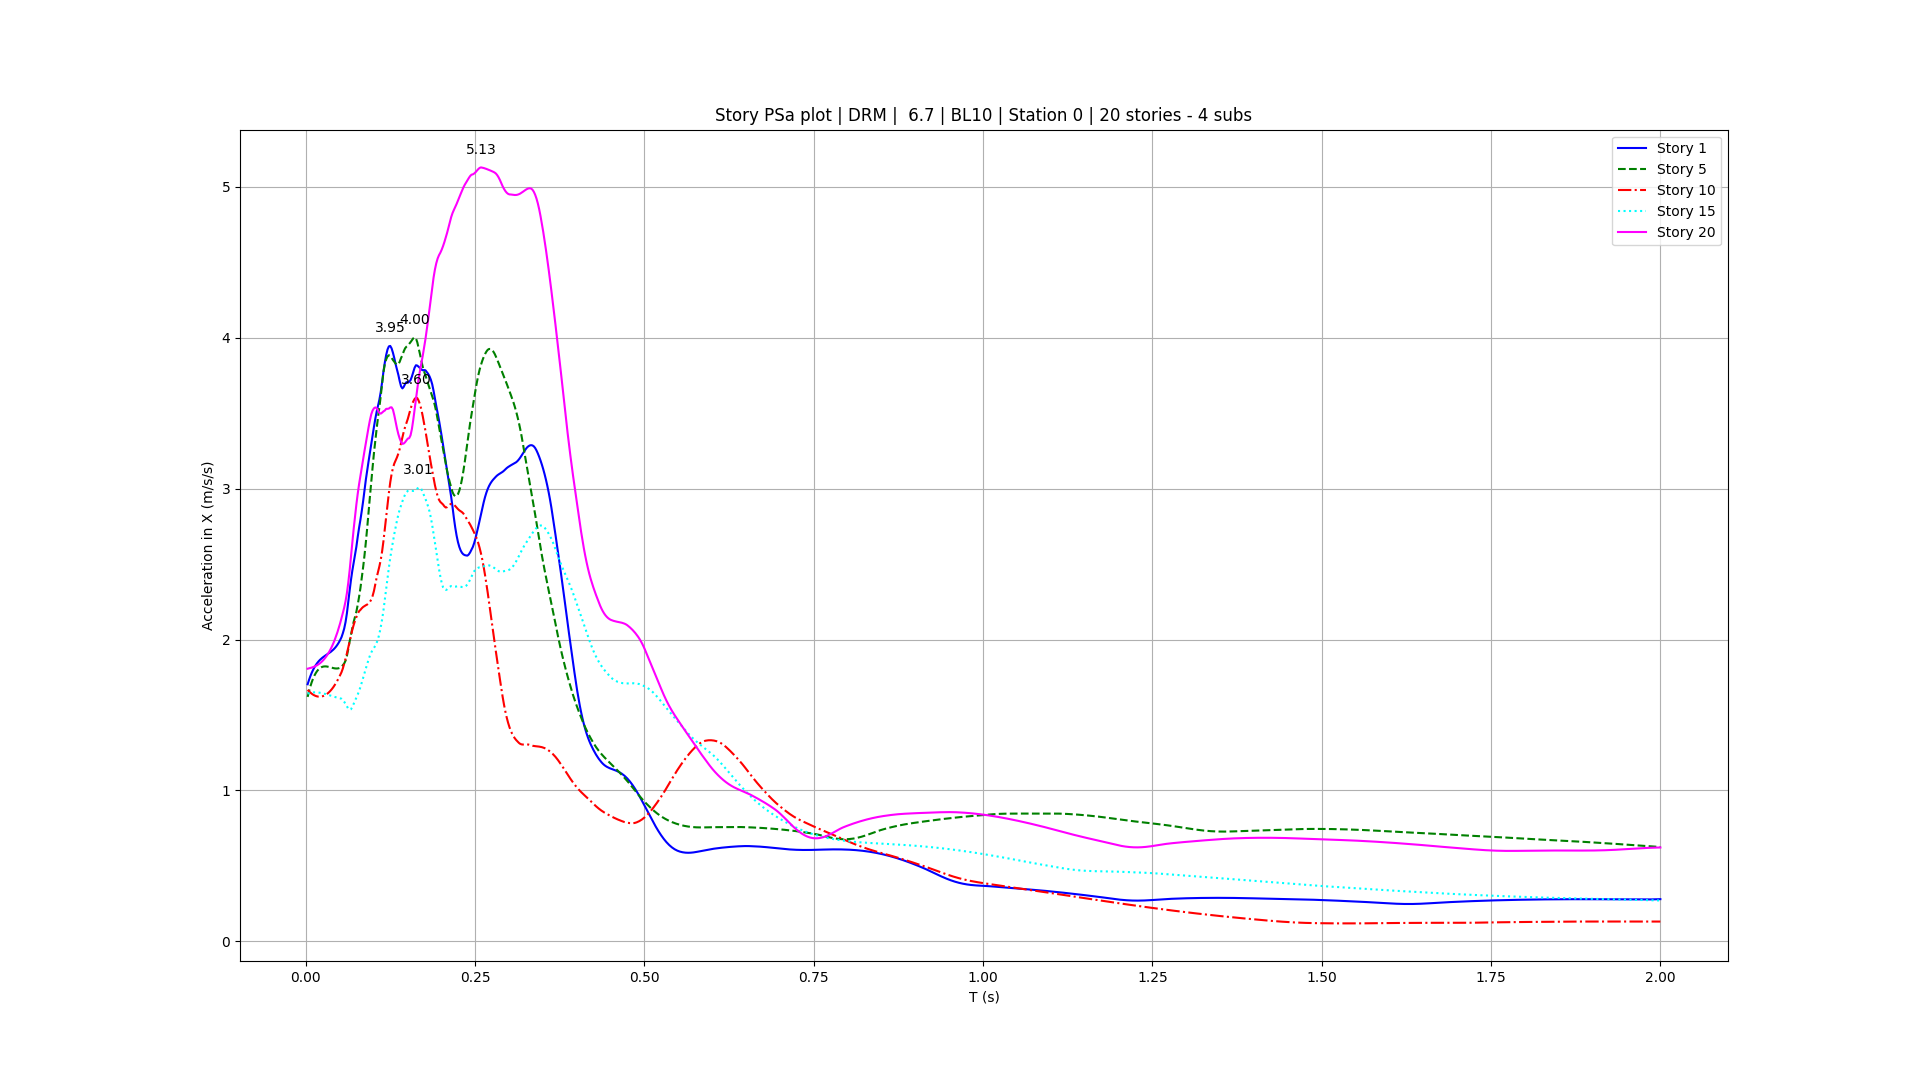 Story PSa plot | DRM |  6.7 | BL10 | Station 0 | 20 stories - 4 subs
Story 1
Story 5
Story 10
Story 15
Story 20
5.13
4.00
3.95
3.60
3.01
Acceleration in X (m/s/s)
5
4
3
2
1
0
0.00 0.25 0.50 0.75 1.00 1.25 1.50 1.75 2.00
T (s)